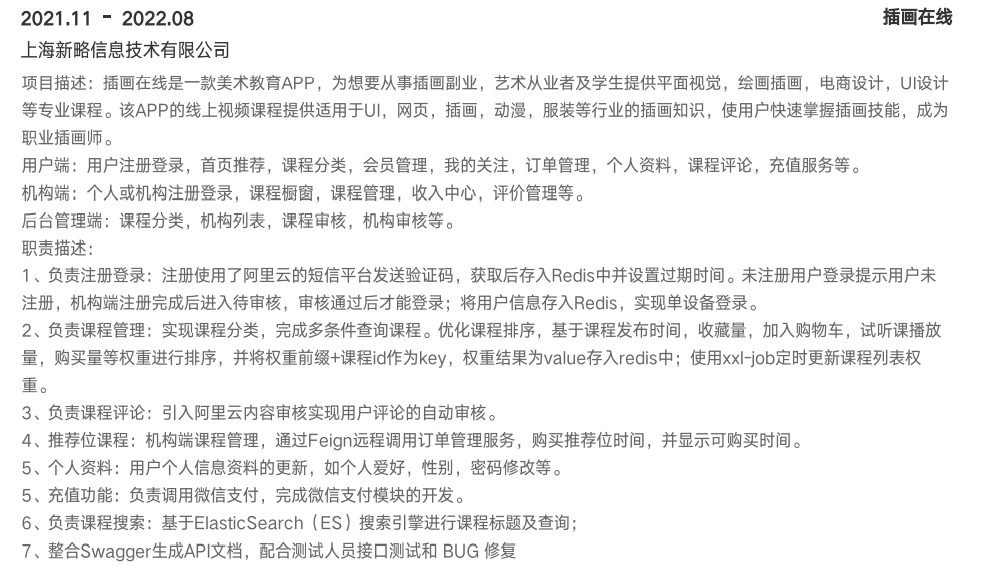 2021.11 - 2022.08 插画在线
上海新略信息技术有限公司
项目描述：插画在线是一款美术教育APP，为想要从事插画副业，艺术从业者及学生提供平面视觉，绘画插画，电商设计，UI设计
等专业课程。该APP的线上视频课程提供适用于UI，网页，插画，动漫，服装等行业的插画知识，使用户快速掌握插画技能，成为
职业插画师。
用户端：用户注册登录，首页推荐，课程分类，会员管理，我的关注，订单管理，个人资料，课程评论，充值服务等。
机构端：个人或机构注册登录，课程橱窗，课程管理，收入中心，评价管理等。
后台管理端：课程分类，机构列表，课程审核，机构审核等。
职责描述：
1、负责注册登录：注册使用了阿里云的短信平台发送验证码，获取后存入Redis中并设置过期时间。未注册用户登录提示用户未
注册，机构端注册完成后进入待审核，审核通过后才能登录；将用户信息存入Redis，实现单设备登录。
2、负责课程管理：实现课程分类，完成多条件查询课程。优化课程排序，基于课程发布时间，收藏量，加入购物车，试听课播放
量，购买量等权重进行排序，并将权重前缀+课程id作为key，权重结果为value存入redis中；使用xxl-job定时更新课程列表权
重。
3、负责课程评论：引入阿里云内容审核实现用户评论的自动审核。
4、推荐位课程：机构端课程管理，通过Feign远程调用订单管理服务，购买推荐位时间，并显示可购买时间。
5、个人资料：用户个人信息资料的更新，如个人爱好，性别，密码修改等。
5、充值功能：负责调用微信支付，完成微信支付模块的开发。
6、负责课程搜索：基于ElasticSearch（ES）搜索引擎进行课程标题及查询；
7、整合Swagger生成API文档，配合测试人员接口测试和 BUG 修复